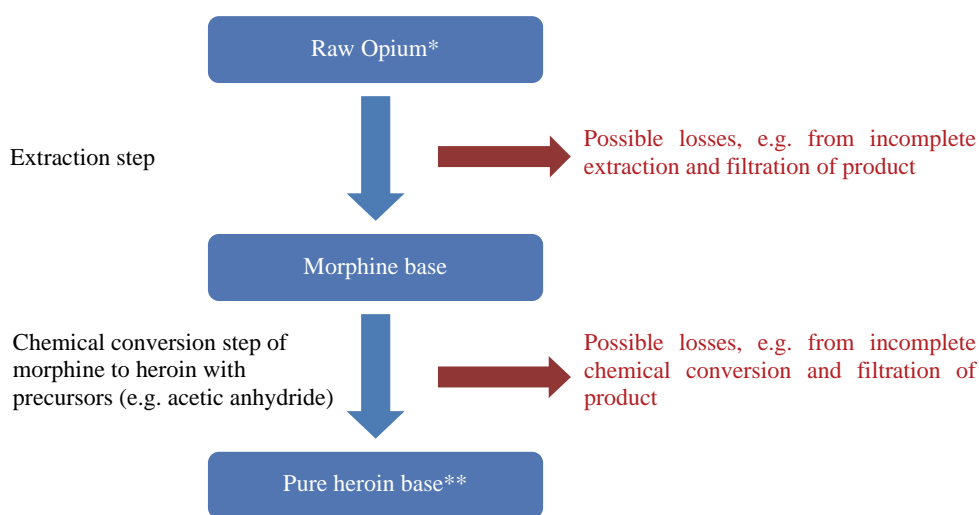 Raw Opium*
Extraction step
Possible losses, e.g. from incomplete
extraction and filtration of product
Morphine base
Chemical conversion step of
morphine to heroin with
precursors (e.g. acetic anhydride)
Possible losses, e.g. from incomplete
chemical conversion and filtration of
product
Pure heroin base**